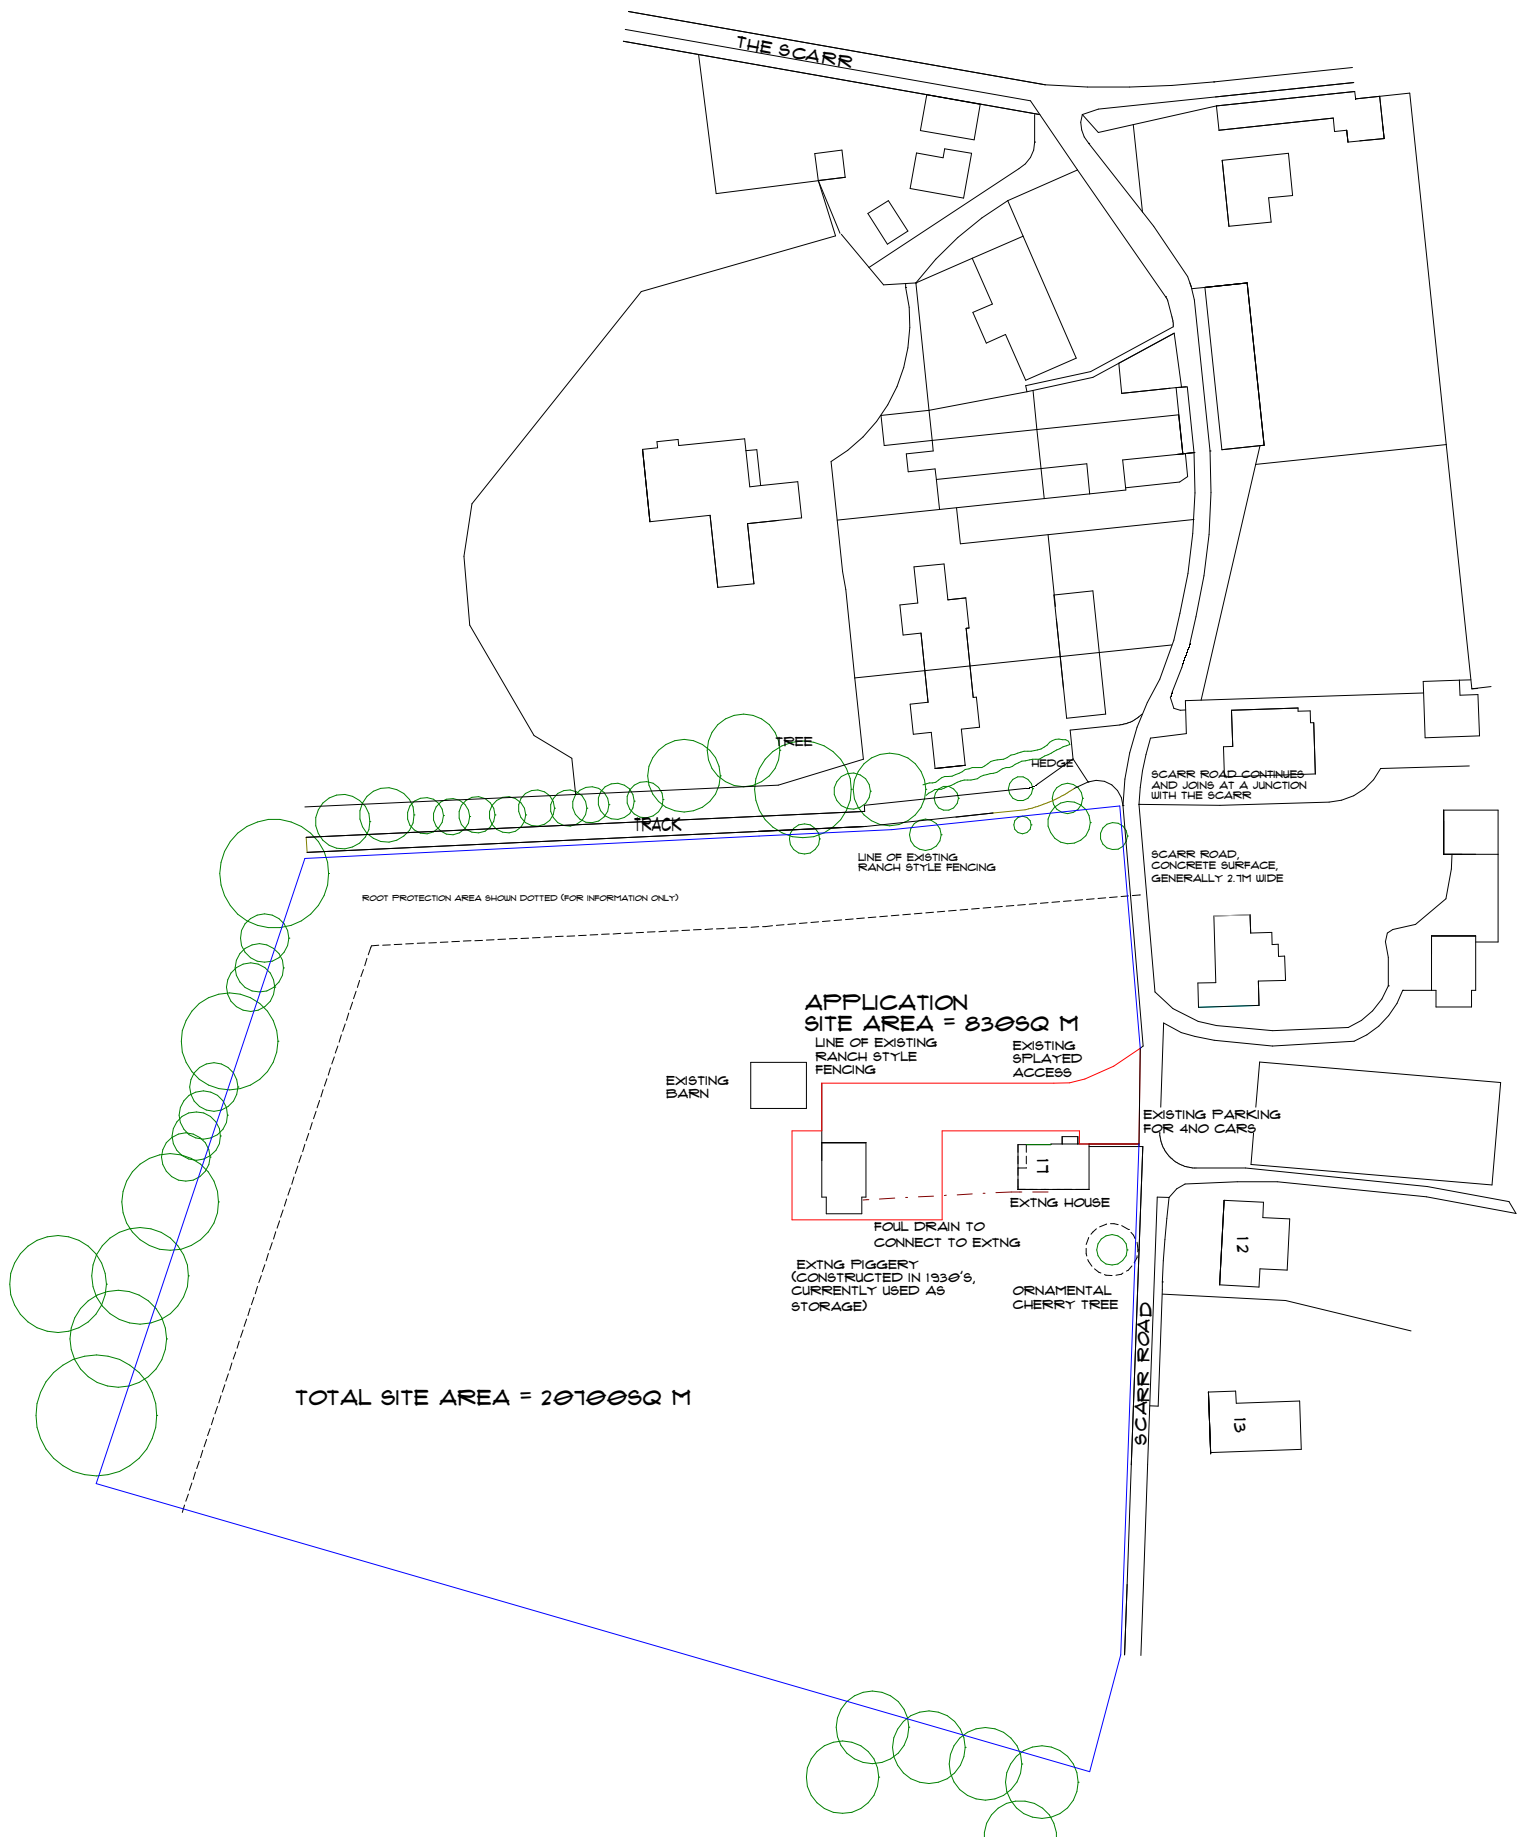 THE SCARR
TREE
HEDGE
SCARR ROAD CONTINUES
AND JOINS AT A JUNCTION
WITH THE SCARR
TRACK
LINE OF EXISTING
RANCH STYLE FENCING
SCARR ROAD,
CONCRETE SURFACE,
GENERALLY 2.7M WIDE
ROOT PROTECTION AREA SHOWN DOTTED (FOR INFORMATION ONLY)
APPLICATION
SITE AREA = 830SQ M
LINE OF EXISTING
RANCH STYLE
FENCING
EXISTING
SPLAYED
ACCESS
EXISTING
BARN
EXISTING PARKING
FOR 4NO CARS
17
EXTNG HOUSE
FOUL DRAIN TO
CONNECT TO EXTNG
12
EXTNG PIGGERY
(CONSTRUCTED IN 1930'S,
CURRENTLY USED AS
STORAGE)
ORNAMENTAL
CHERRY TREE
SCARR ROAD
TOTAL SITE AREA = 20700SQ M
13